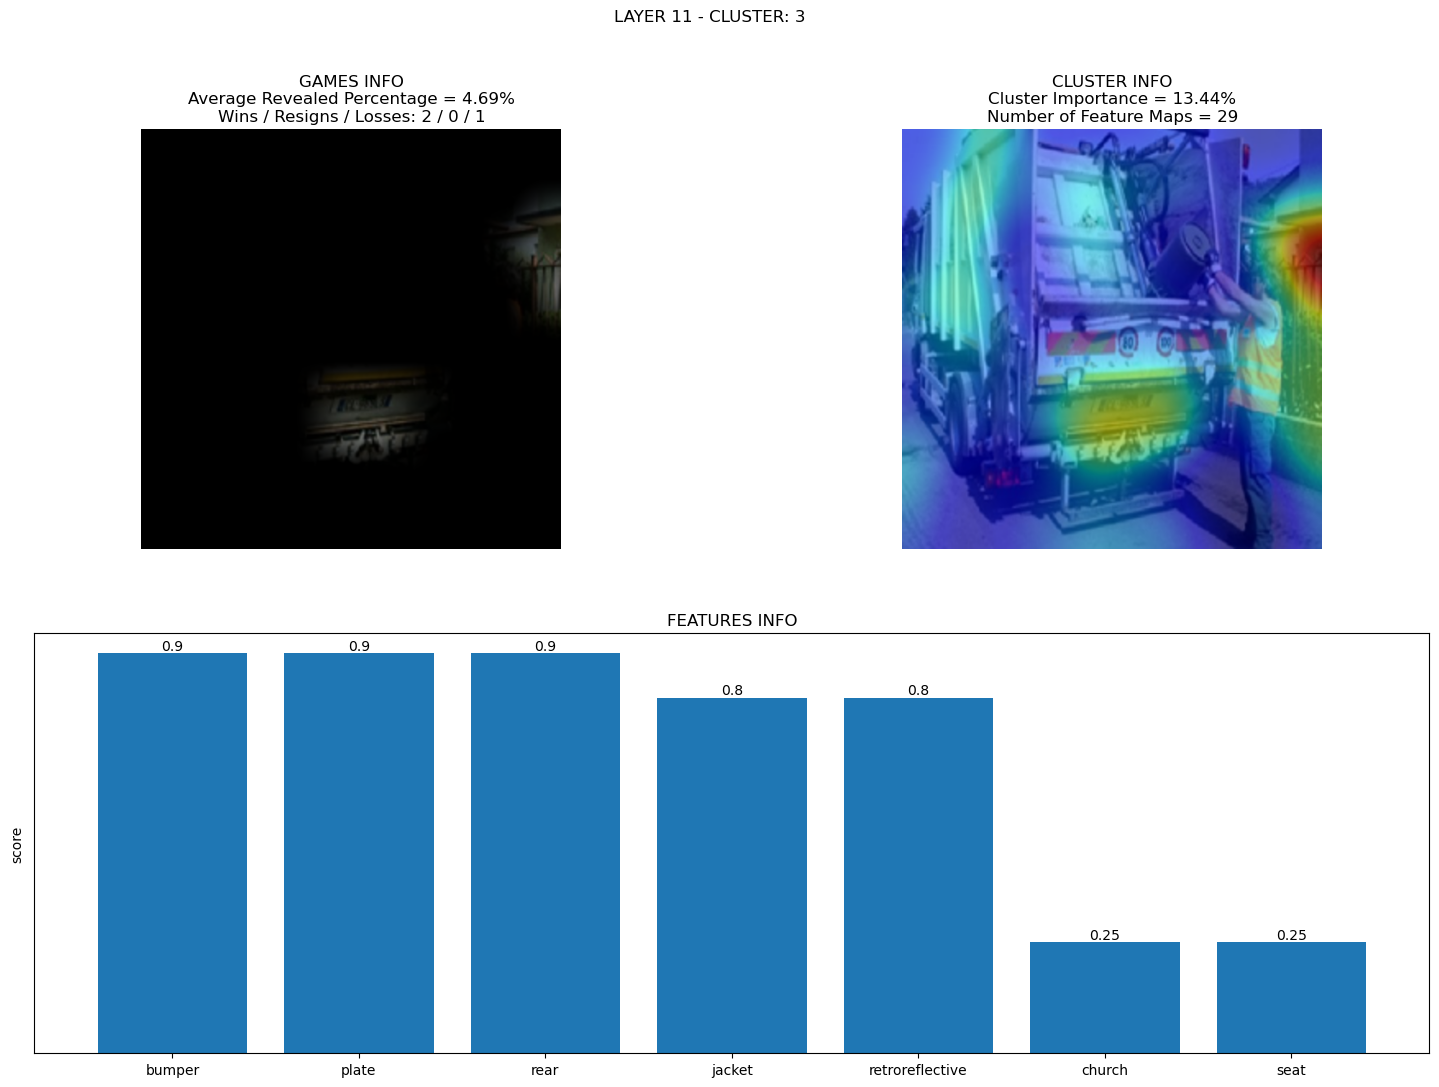 LAYER 11 - CLUSTER: 3
GAMES INFO
Average Revealed Percentage = 4.69%
Wins / Resigns / Losses: 2 / 0 / 1
CLUSTER INFO
Cluster Importance = 13.44%
Number of Feature Maps = 29
80
100
FEATURES INFO
score
0.9
0.9
0.9
0.8
0.8
0.25
0.25
bumper
plate
rear
jacket
retroreflective
church
seat